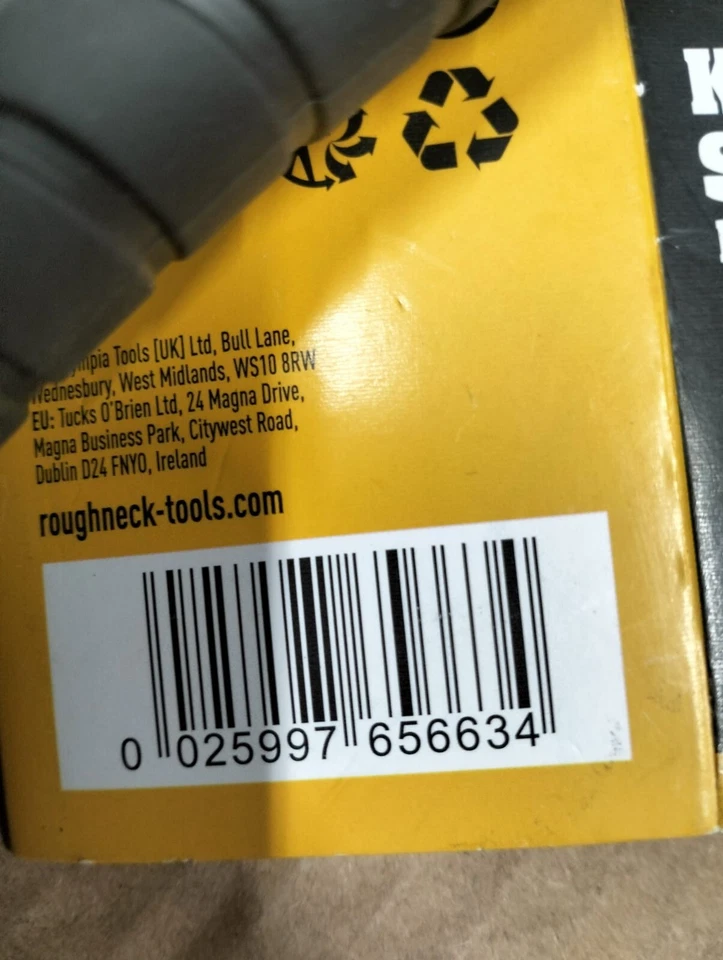 Tools [UK] Ltd, Bull Lane,
Wednesbury, West Midlands, WS10 8RW
EU: Tucks O'Brien Ltd, 24 Magna Drive,
Magna Business Park, Citywest Road,
Dublin D24 FNY0, Ireland
roughneck-tools.com
0 025997 656634
K
S